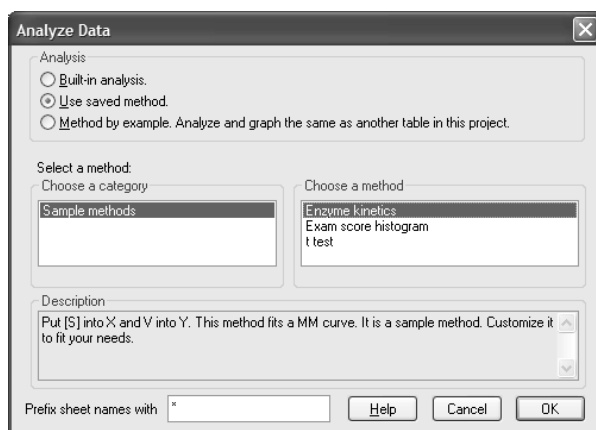 Analyze Data
Analysis
Built-in analysis.
Use saved method.
Method by example. Analyze and graph the same as another table in this project.
Select a method:
Choose a category
Sample methods
Choose a method
Enzyme kinetics
Exam score histogram
t test
Description
Put [S] into X and V into Y. This method fits a MM curve. It is a sample method. Customize it
to fit your needs.
Prefix sheet names with * Help Cancel OK